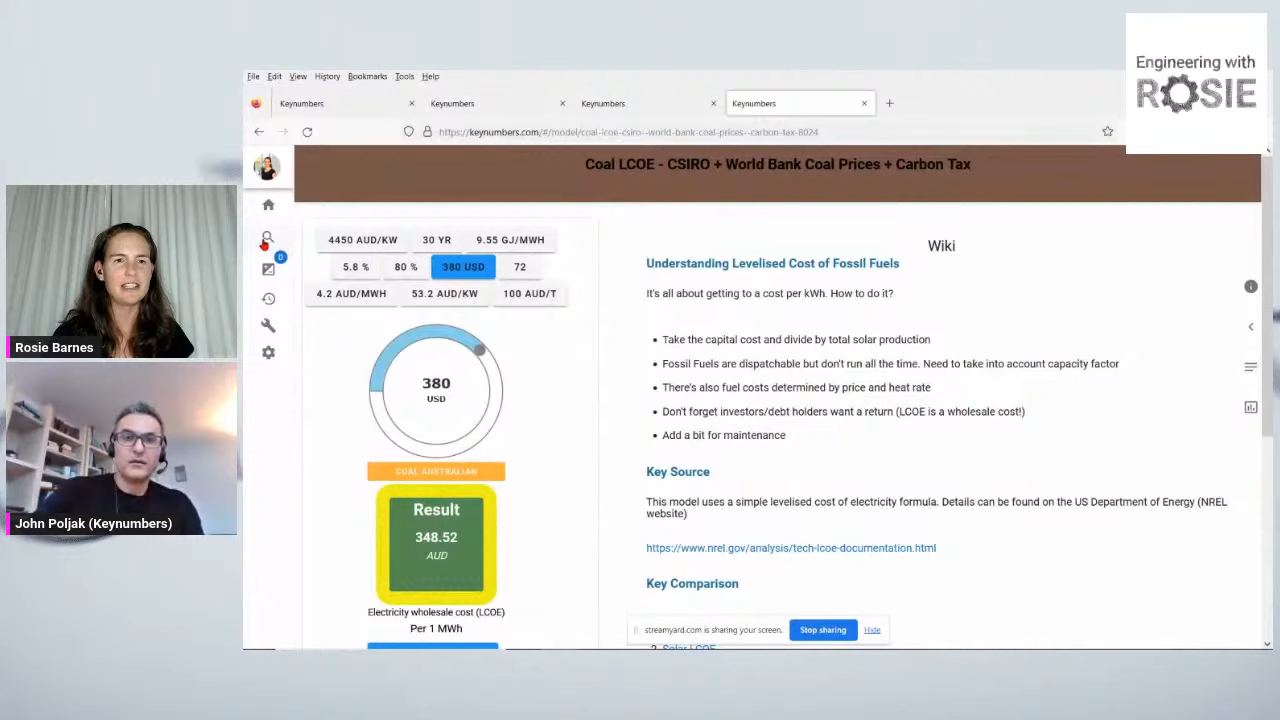 Engineering with
ROSIE
File Edit View History Bookmarks Tools Help
Keynumbers
Keynumbers
Keynumbers
Keynumbers
https://keynumbers.com/#/model/coal-lcoe-csiro--world-bank-coal-prices--carbon-tax-8024
Coal LCOE - CSIRO + World Bank Coal Prices + Carbon Tax
0
4450 AUD/KW 30 YR 9.55 GJ/MWH
5.8 % 80 % 380 USD 72
4.2 AUD/MWH 53.2 AUD/KW 100 AUD/T
380
USD
COAL AUSTRALIAN
Result
348.52
AUD
Electricity wholesale cost (LCOE)
Per 1 MWh
Wiki
Understanding Levelised Cost of Fossil Fuels
It's all about getting to a cost per kWh. How to do it?
Take the capital cost and divide by total solar production
Fossil Fuels are dispatchable but don't run all the time. Need to take into account capacity factor
There's also fuel costs determined by price and heat rate
Don't forget investors/debt holders want a return (LCOE is a wholesale cost!)
Add a bit for maintenance
Key Source
This model uses a simple levelised cost of electricity formula. Details can be found on the US Department of Energy (NREL
website)
https://www.nrel.gov/analysis/tech-lcoe-documentation.html
Key Comparison
streamyard.com is sharing your screen. Stop sharing Hide
2. Solar LCOE
Rosie Barnes
John Poljak (Keynumbers)